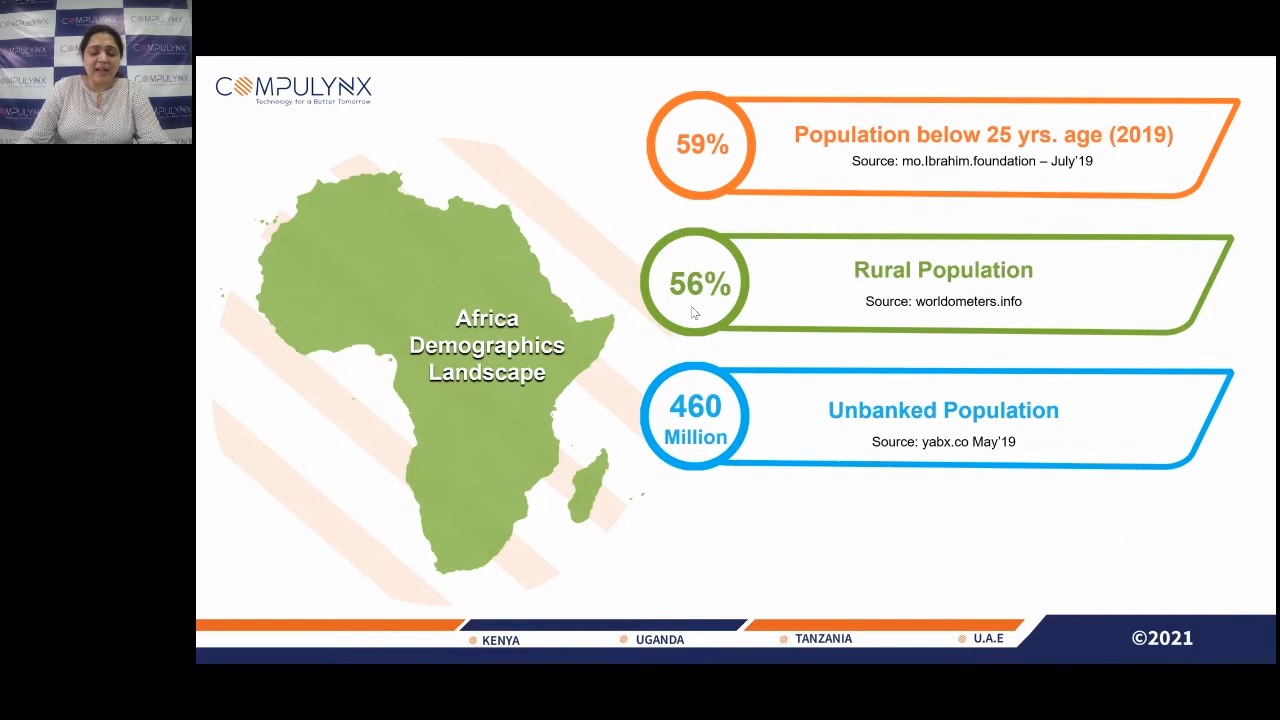 COMPULYNX
Technology for a Better Tomorrow
59%
Population below 25 yrs. age (2019)
Source: mo.Ibrahim.foundation – July'19
56%
Rural Population
Source: worldometers.info
Africa
Demographics
Landscape
460
Million
Unbanked Population
Source: yabx.co May'19
KENYA
UGANDA
TANZANIA
U.A.E
©2021